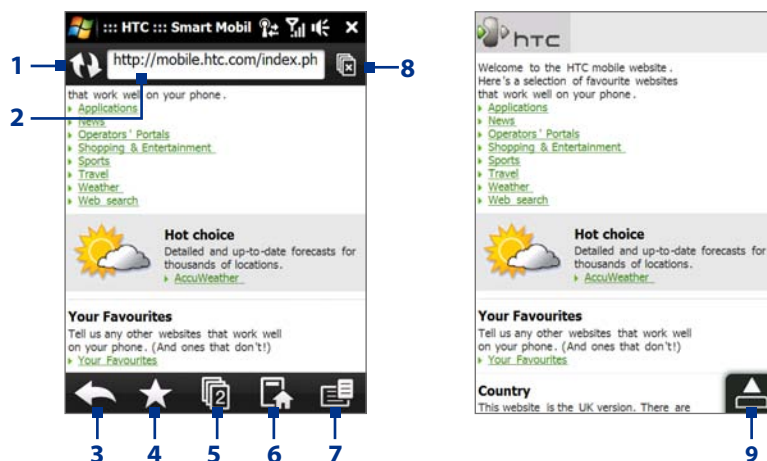 ::: HTC ::: Smart Mobil
http://mobile.htc.com/index.ph
1
2
8
that work well on your phone.
Applications
News
Operators' Portals
Shopping & Entertainment
Sports
Travel
Weather
Web search
Hot choice
Detailed and up-to-date forecasts for
thousands of locations.
AccuWeather
Your Favourites
Tell us any other websites that work well
on your phone. (And ones that don't!)
Your Favourites
2
3
4
5
6
7
hTC
Welcome to the HTC mobile website.
Here's a selection of favourite websites
that work well on your phone.
Applications
News
Operators' Portals
Shopping & Entertainment
Sports
Travel
Weather
Web search
Hot choice
Detailed and up-to-date forecasts for
thousands of locations.
AccuWeather
Your Favourites
Tell us any other websites that work well
on your phone. (And ones that don't!)
Your Favourites
Country
This website is the UK version. There are
9